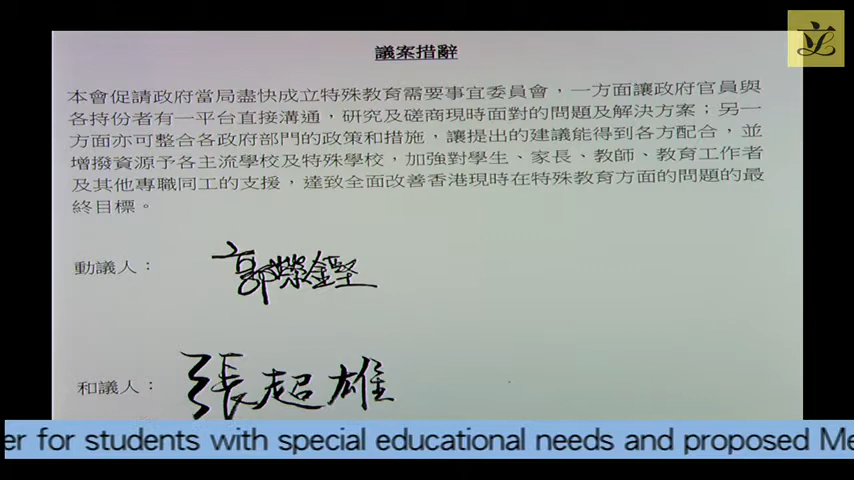 議案措辭
本會促請政府當局盡快成立特殊教育需要事宜委員會，一方面讓政府官員與
各持份者有一平台直接溝通，研究及磋商現時面對的問題及解決方案；另一
方面亦可整合各政府部門的政策和措施，讓提出的建議能得到各方配合，並
增撥資源予各主流學校及特殊學校，加強對學生、家長、教師、教育工作者
及其他專職同工的支援，達致全面改善香港現時在特殊教育方面的問題的最
終目標。
動議人：郭榮鏗
和議人：張超雄
er for students with special educational needs and proposed Me